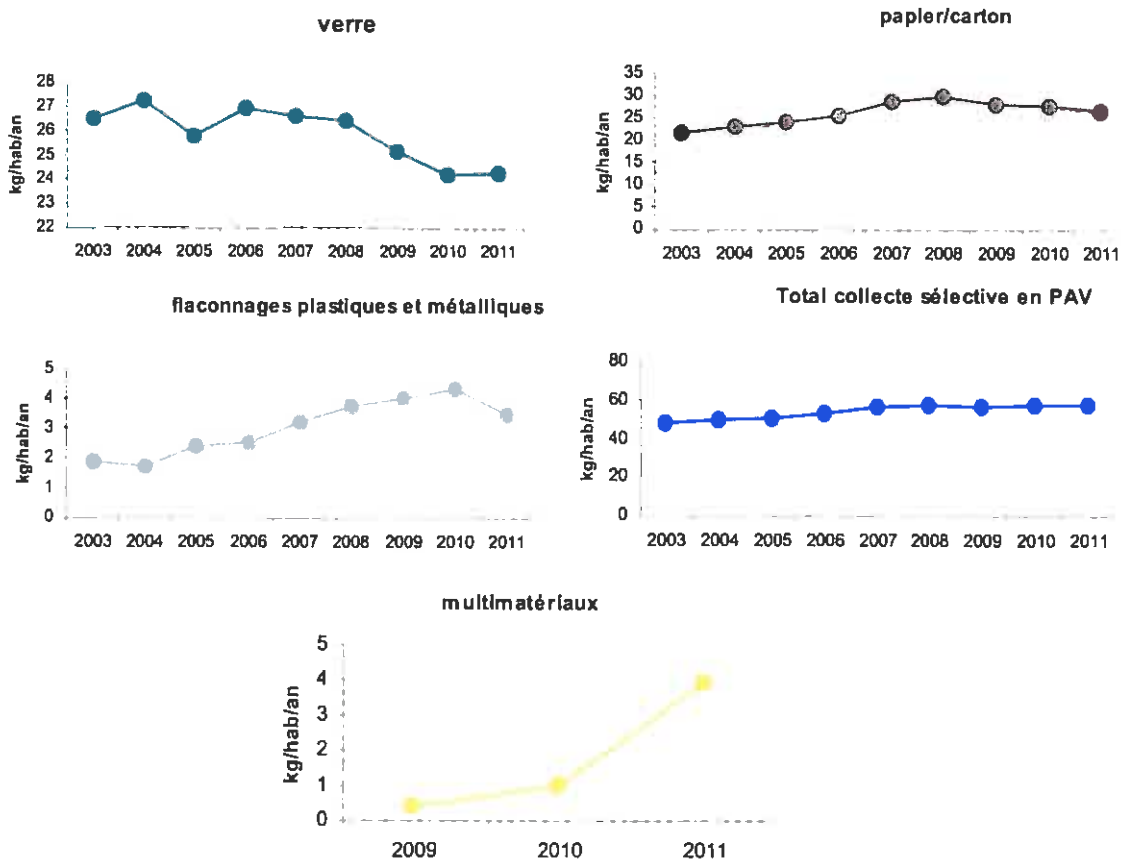 verre
kg/hab/an
28
27
26
25
24
23
22
2003 2004 2005 2006 2007 2008 2009 2010 2011
papier/carton
kg/hab/an
35
30
25
20
15
10
5
0
2003 2004 2005 2006 2007 2008 2009 2010 2011
flaconnages plastiques et métalliques
kg/hab/an
5
4
3
2
1
0
2003 2004 2005 2006 2007 2008 2009 2010 2011
Total collecte sélective en PAV
kg/hab/an
80
60
40
20
0
2003 2004 2005 2006 2007 2008 2009 2010 2011
multimatériaux
kg/hab/an
5
4
3
2
1
0
2009 2010 2011